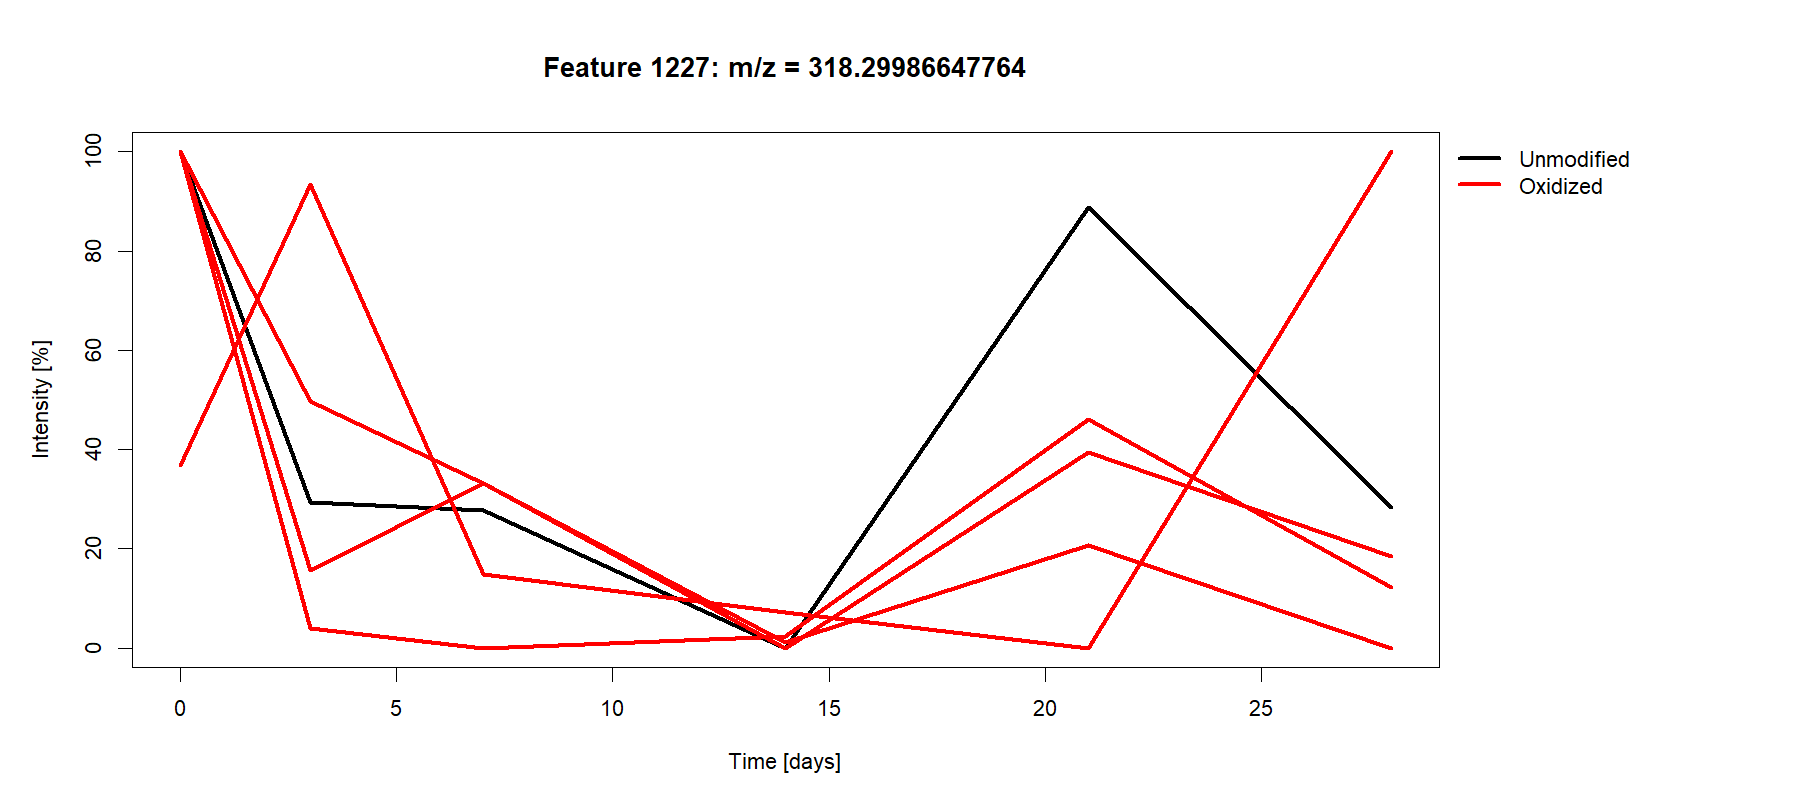 Feature 1227: m/z = 318.29986647764
Unmodified
Oxidized
Intensity [%]
100
80
60
40
20
0
0 5 10 15 20 25
Time [days]